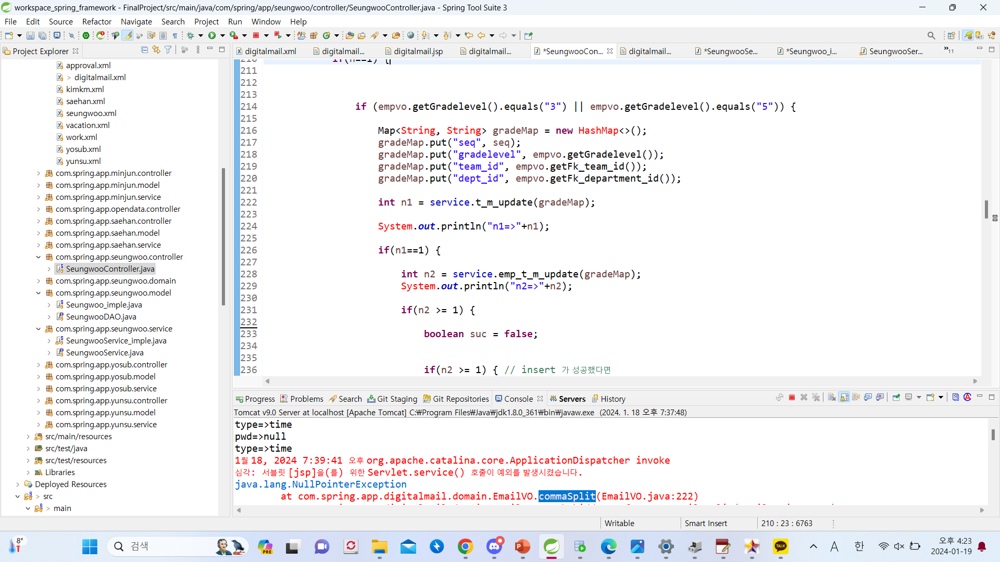 workspace_spring_framework - FinalProject/src/main/java/com/spring/app/seungwoo/controller/SeungwooController.java - Spring Tool Suite 3
File Edit Source Refactor Navigate Search Project Run Window Help
Project Explorer
digitalmail.xml digitalmail... digitalmail.jsp digitalmail... *SeungwooCon... digitalmail... *SeungwooSe... *Seungwoo_i... SeungwooSer... »11
approval.xml
> digitalmail.xml
kimkm.xml
saehan.xml
seungwoo.xml
vacation.xml
work.xml
yosub.xml
yunsu.xml
com.spring.app.minjun.controller
com.spring.app.minjun.model
com.spring.app.minjun.service
com.spring.app.opendata.controller
com.spring.app.saehan.controller
com.spring.app.saehan.model
com.spring.app.saehan.service
com.spring.app.seungwoo.controller
SeungwooController.java
com.spring.app.seungwoo.domain
com.spring.app.seungwoo.model
Seungwoo_imple.java
SeungwooDAO.java
com.spring.app.seungwoo.service
SeungwooService_imple.java
SeungwooService.java
com.spring.app.yosub.controller
com.spring.app.yosub.model
com.spring.app.yosub.service
com.spring.app.yunsu.controller
com.spring.app.yunsu.model
com.spring.app.yunsu.service
src/main/resources
src/test/java
src/test/resources
Libraries
Deployed Resources
> src
> main
210 if(n==1) {
211
212
213
214 if (empvo.getGradelevel().equals("3") || empvo.getGradelevel().equals("5")) {
215
216 Map<String, String> gradeMap = new HashMap<>();
217 gradeMap.put("seq", seq);
218 gradeMap.put("gradelevel", empvo.getGradelevel());
219 gradeMap.put("team_id", empvo.getFk_team_id());
220 gradeMap.put("dept_id", empvo.getFk_department_id());
221
222 int n1 = service.t_m_update(gradeMap);
223
224 System.out.println("n1=>"+n1);
225
226 if(n1==1) {
227
228 int n2 = service.emp_t_m_update(gradeMap);
229 System.out.println("n2=>"+n2);
230
231 if(n2 >= 1) {
232
233 boolean suc = false;
234
235
236 if(n2 >= 1) { // insert 가 성공했다면
Progress Problems Search Git Staging Git Repositories Console Servers History
Tomcat v9.0 Server at localhost [Apache Tomcat] C:₩Program Files₩Java₩jdk1.8.0_361₩bin₩javaw.exe (2024. 1. 18 오후 7:37:48)
type=>time
pwd=>null
type=>time
1월 18, 2024 7:39:41 오후 org.apache.catalina.core.ApplicationDispatcher invoke
심각: 서블릿 [jsp]을(를) 위한 Servlet.service() 호출이 예외를 발생시켰습니다.
java.lang.NullPointerException
at com.spring.app.digitalmail.domain.EmailVO.commaSplit(EmailVO.java:222)
Writable Smart Insert 210 : 23 : 6763
8°
검색
PRE
TALK
A 한
오후 4:23
2024-01-19